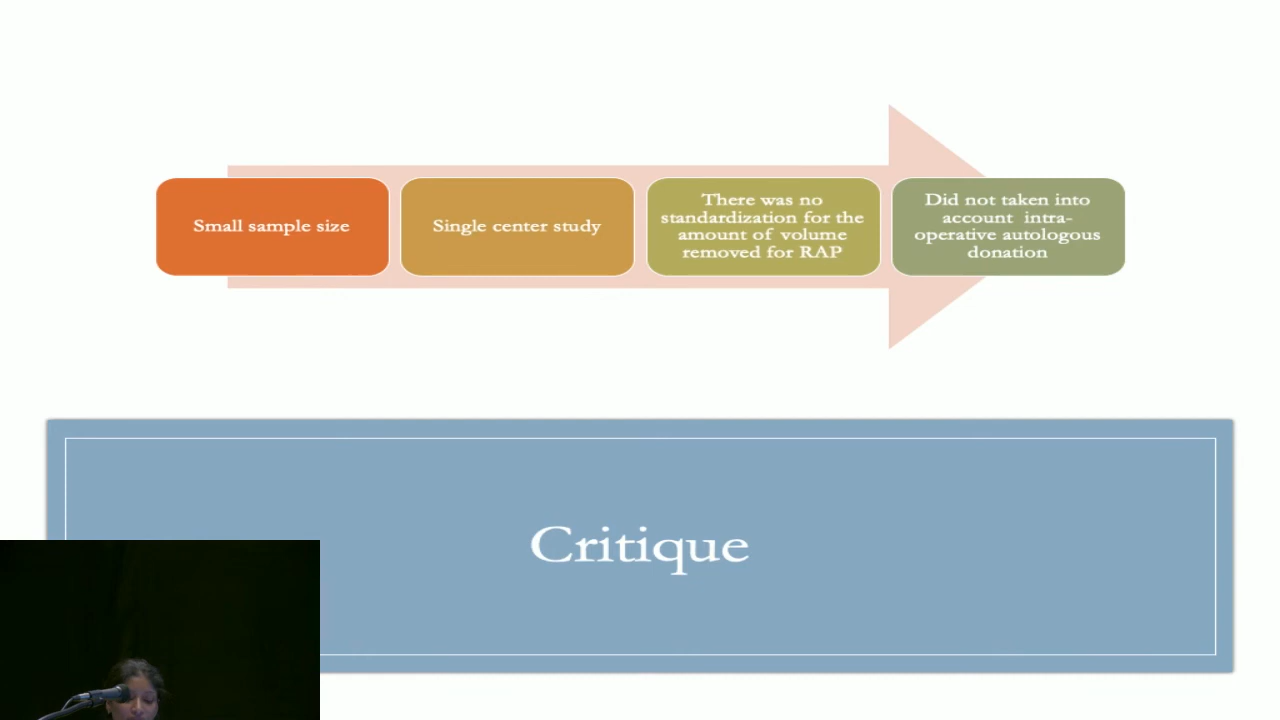 Small sample size
Single center study
There was no
standardization for the
amount of volume
removed for RAP
Did not taken into
account intra-
operative autologous
donation
Critique